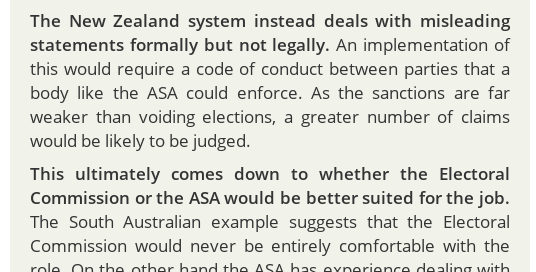 The New Zealand system instead deals with misleading
statements formally but not legally. An implementation of
this would require a code of conduct between parties that a
body like the ASA could enforce. As the sanctions are far
weaker than voiding elections, a greater number of claims
would be likely to be judged.
This ultimately comes down to whether the Electoral
Commission or the ASA would be better suited for the job.
The South Australian example suggests that the Electoral
Commission would never be entirely comfortable with the
role. On the other hand the ASA has experience dealing with